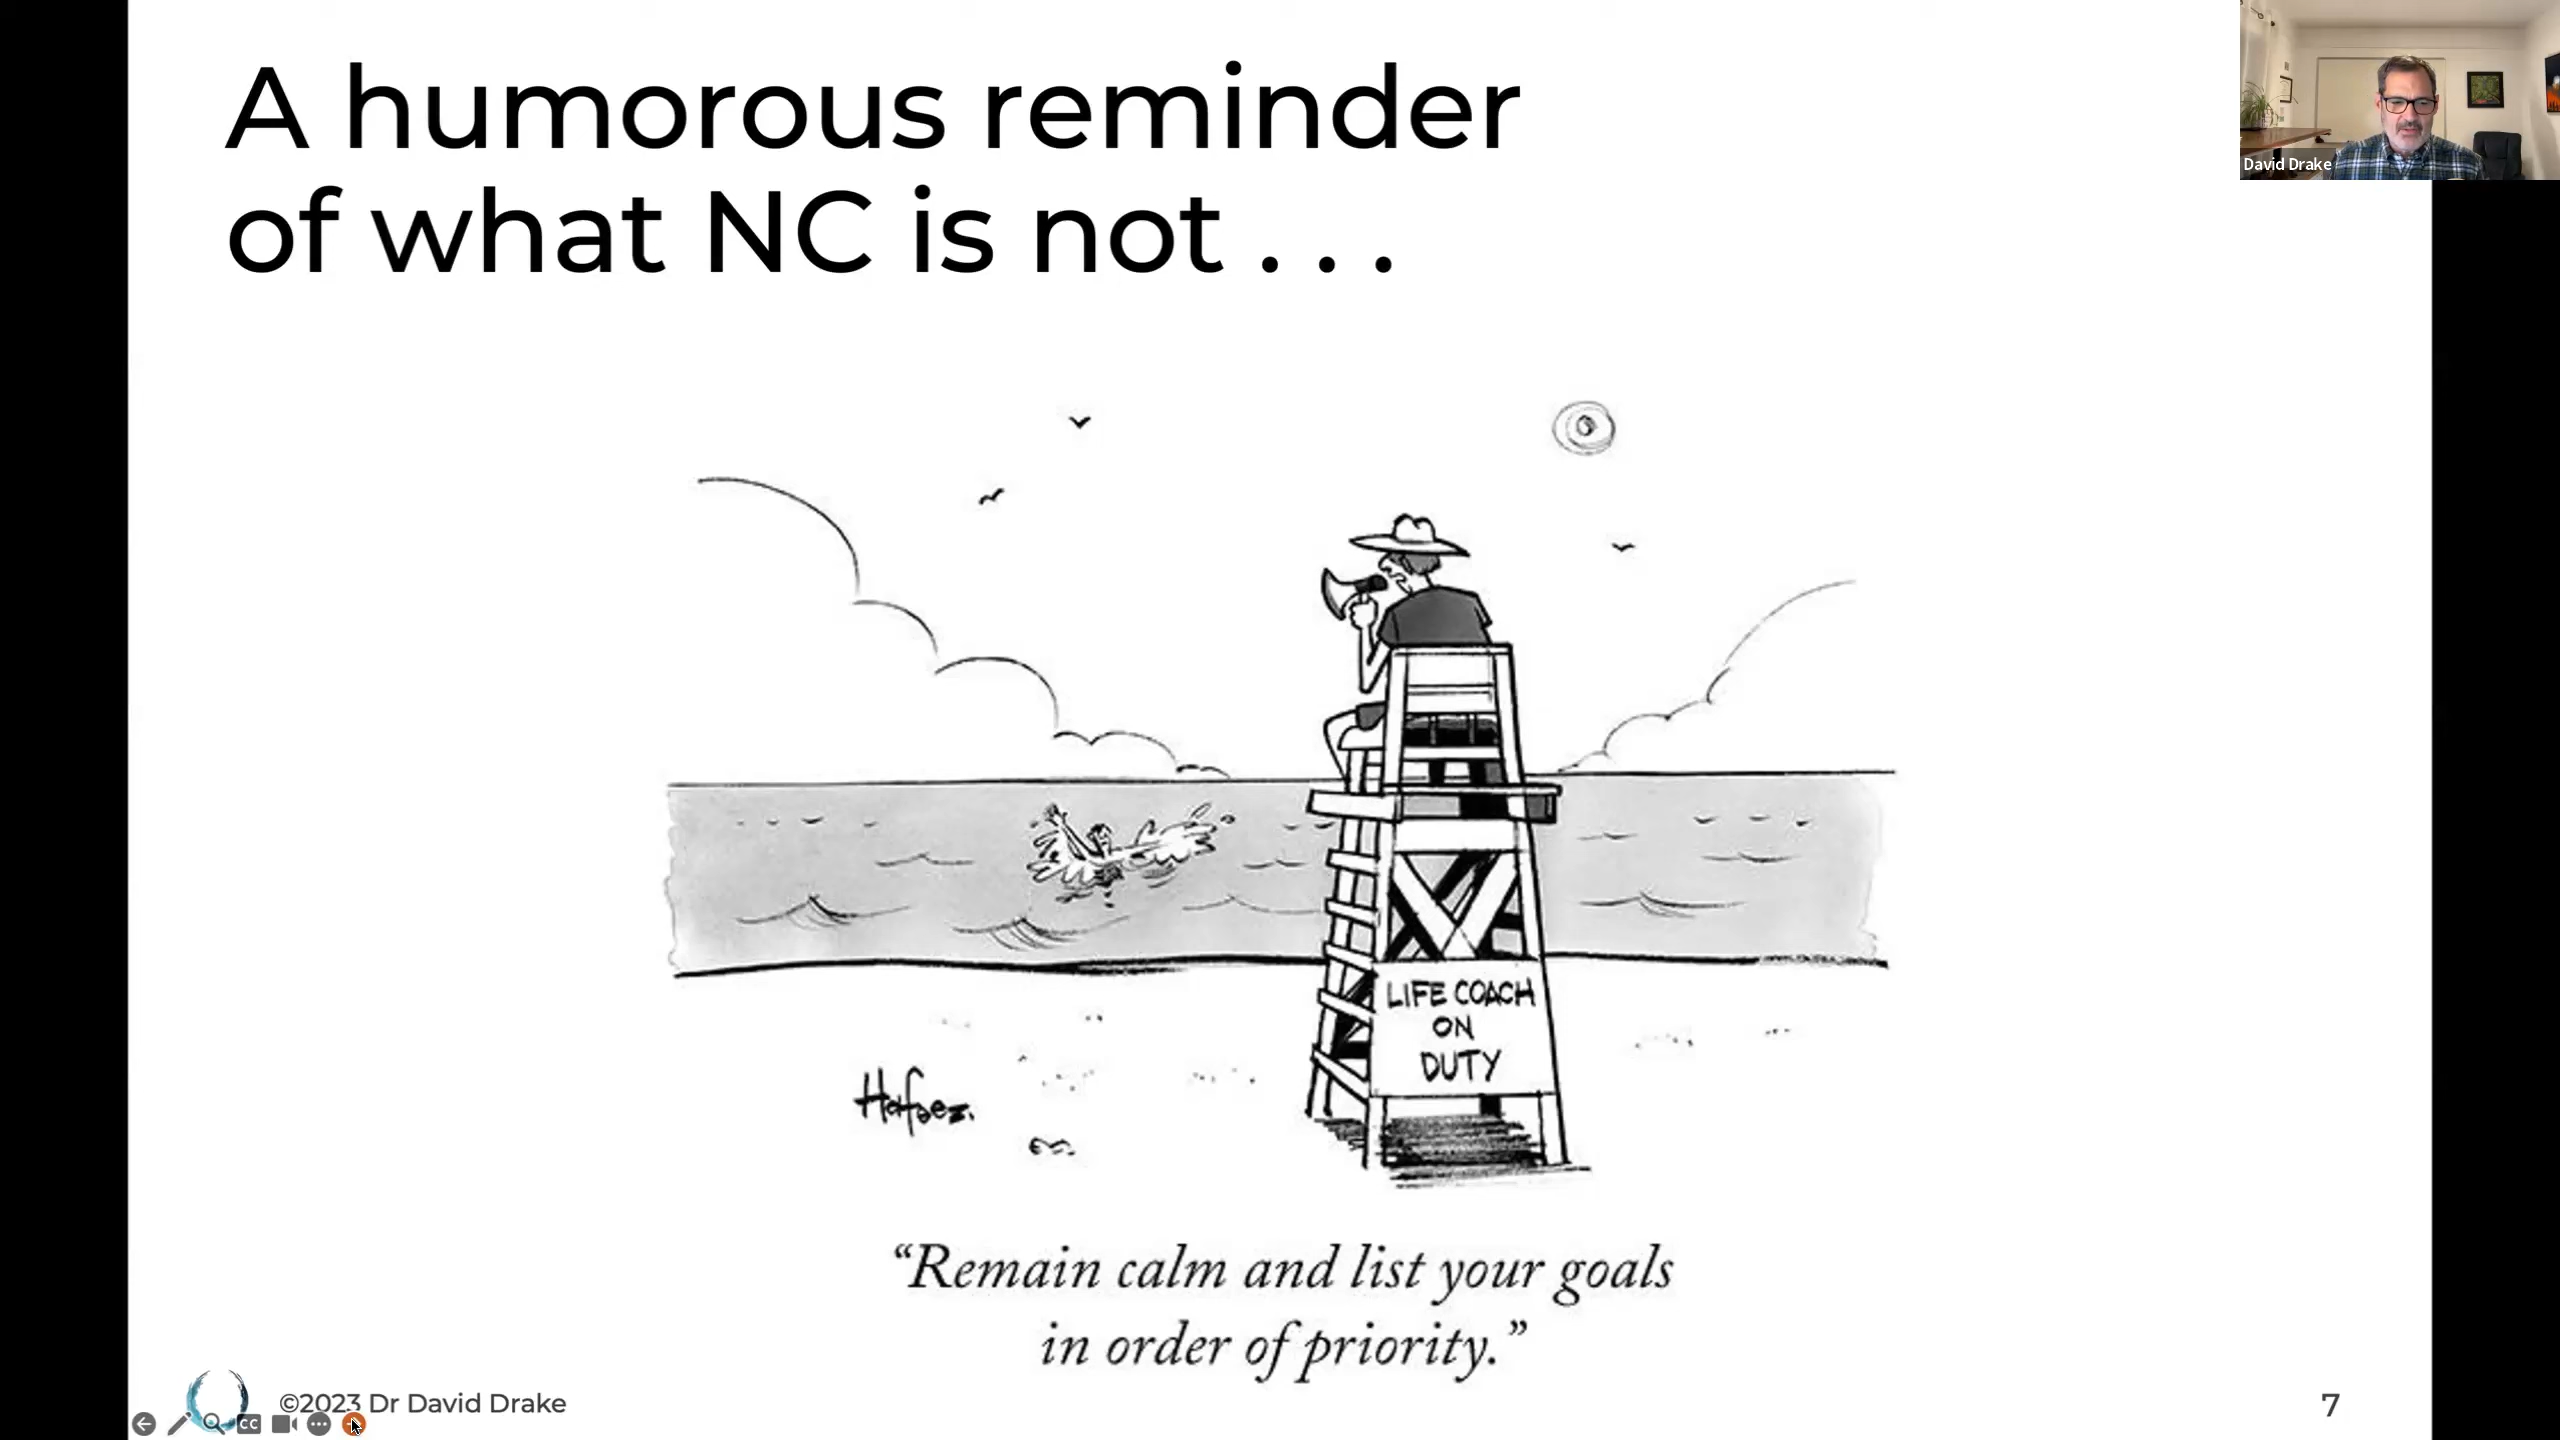 A humorous reminder
of what NC is not . . .
David Drake
LIFE COACH
ON
DUTY
“Remain calm and list your goals
in order of priority.”
©2023 Dr David Drake
CC
7